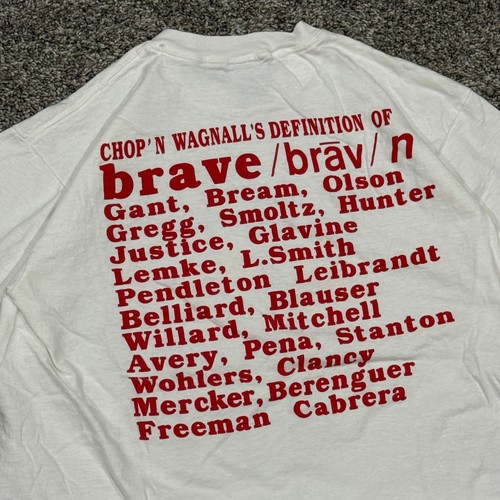 CHOP'N WAGNALL'S DEFINITION OF
brave /brāv/ n
Gant, Bream, Olson
Gregg, Smoltz, Hunter
Justice, Glavine
Lemke, L.Smith
Pendleton Leibrandt
Belliard, Blauser
Willard, Mitchell
Avery, Pena, Stanton
Wohlers, Clancy
Mercker, Berenguer
Freeman Cabrera